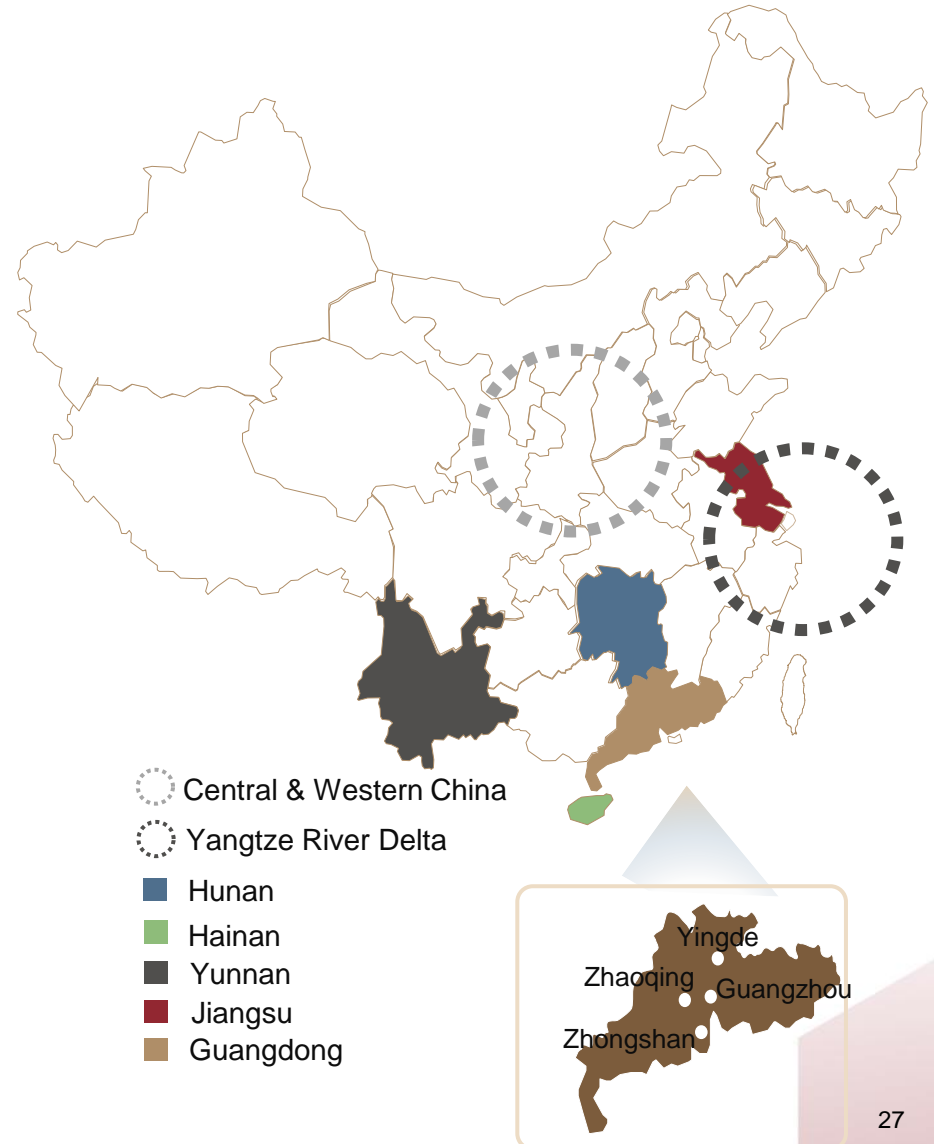 Central & Western China
Yangtze River Delta
Hunan
Hainan
Yunnan
Jiangsu
Guangdong
Yingde
Zhaoqing
Guangzhou
Zhongshan
27